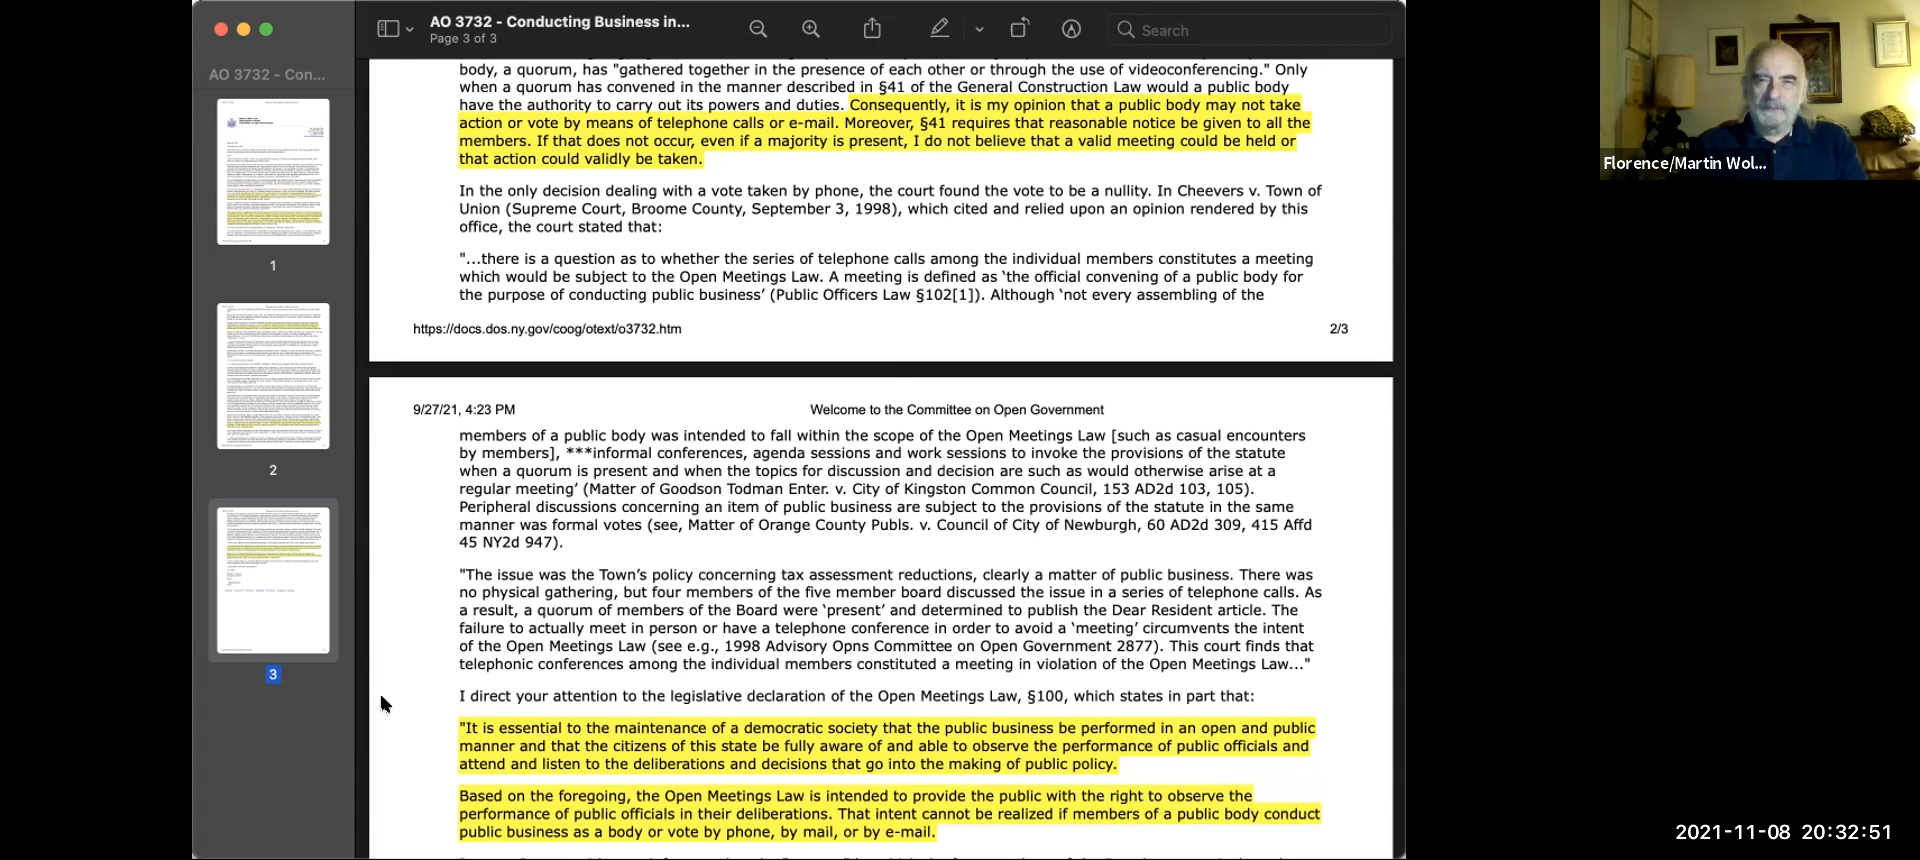 AO 3732 - Conducting Business in...
Page 3 of 3
Search
AO 3732 - Con...
1
2
3
body, a quorum, has "gathered together in the presence of each other or through the use of videoconferencing." Only
when a quorum has convened in the manner described in §41 of the General Construction Law would a public body
have the authority to carry out its powers and duties. Consequently, it is my opinion that a public body may not take
action or vote by means of telephone calls or e-mail. Moreover, §41 requires that reasonable notice be given to all the
members. If that does not occur, even if a majority is present, I do not believe that a valid meeting could be held or
that action could validly be taken.
In the only decision dealing with a vote taken by phone, the court found the vote to be a nullity. In Cheevers v. Town of
Union (Supreme Court, Broome County, September 3, 1998), which cited and relied upon an opinion rendered by this
office, the court stated that:
"...there is a question as to whether the series of telephone calls among the individual members constitutes a meeting
which would be subject to the Open Meetings Law. A meeting is defined as ‘the official convening of a public body for
the purpose of conducting public business’ (Public Officers Law §102[1]). Although ‘not every assembling of the
https://docs.dos.ny.gov/coog/otext/o3732.htm 2/3
9/27/21, 4:23 PM Welcome to the Committee on Open Government
members of a public body was intended to fall within the scope of the Open Meetings Law [such as casual encounters
by members], ***informal conferences, agenda sessions and work sessions to invoke the provisions of the statute
when a quorum is present and when the topics for discussion and decision are such as would otherwise arise at a
regular meeting’ (Matter of Goodson Todman Enter. v. City of Kingston Common Council, 153 AD2d 103, 105).
Peripheral discussions concerning an item of public business are subject to the provisions of the statute in the same
manner was formal votes (see, Matter of Orange County Publs. v. Council of City of Newburgh, 60 AD2d 309, 415 Affd
45 NY2d 947).
"The issue was the Town’s policy concerning tax assessment reductions, clearly a matter of public business. There was
no physical gathering, but four members of the five member board discussed the issue in a series of telephone calls. As
a result, a quorum of members of the Board were ‘present’ and determined to publish the Dear Resident article. The
failure to actually meet in person or have a telephone conference in order to avoid a ‘meeting’ circumvents the intent
of the Open Meetings Law (see e.g., 1998 Advisory Opns Committee on Open Government 2877). This court finds that
telephonic conferences among the individual members constituted a meeting in violation of the Open Meetings Law..."
I direct your attention to the legislative declaration of the Open Meetings Law, §100, which states in part that:
"It is essential to the maintenance of a democratic society that the public business be performed in an open and public
manner and that the citizens of this state be fully aware of and able to observe the performance of public officials and
attend and listen to the deliberations and decisions that go into the making of public policy.
Based on the foregoing, the Open Meetings Law is intended to provide the public with the right to observe the
performance of public officials in their deliberations. That intent cannot be realized if members of a public body conduct
public business as a body or vote by phone, by mail, or by e-mail.
Florence/Martin Wol...
2021-11-08 20:32:51